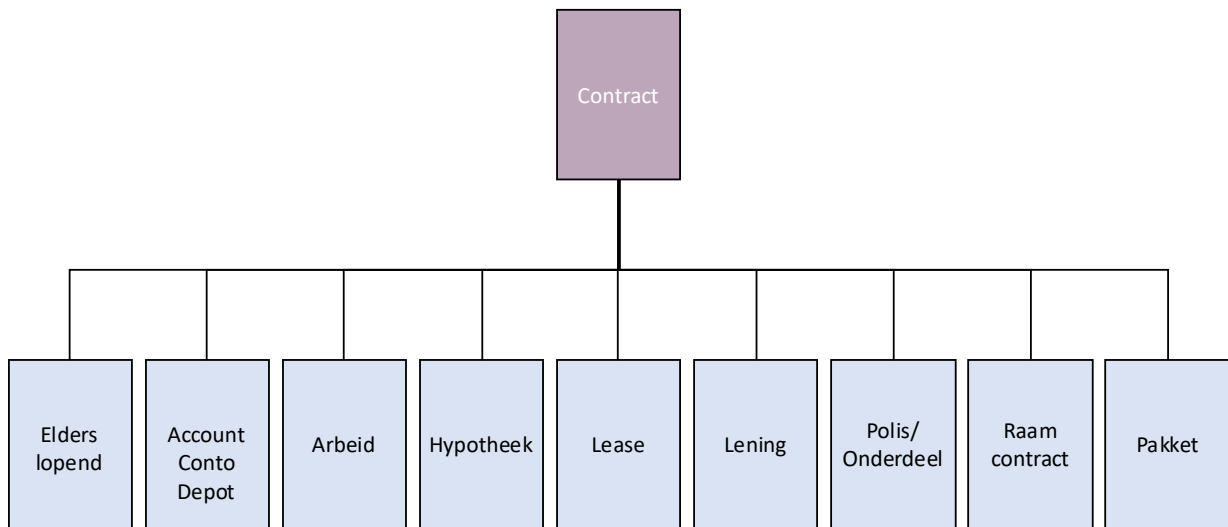 Contract
Elders
lopend
Account
Conto
Depot
Arbeid
Hypotheek
Lease
Lening
Polis/
Onderdeel
Raam
contract
Pakket